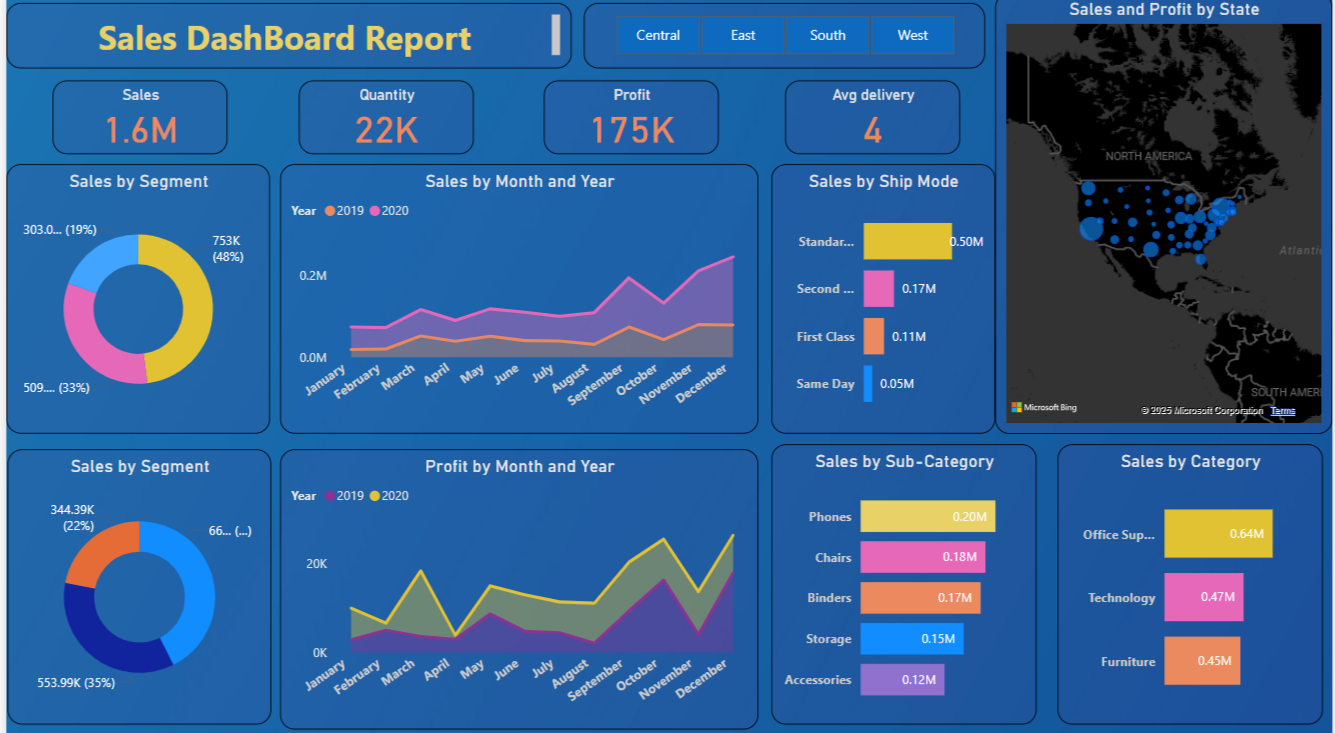 Sales DashBoard Report
Central
East
South
West
Sales and Profit by State
Sales
1.6M
Quantity
22K
Profit
175K
Avg delivery
4
NORTH AMERICA
Atlantic
SOUTH AMER
Microsoft Bing
© 2025 Microsoft Corporation Terms
Sales by Segment
303.0... (19%)
753K
(48%)
509.... (33%)
Sales by Month and Year
Year 2019 2020
0.2M
0.0M
January
February
March
April
May
June
July
August
September
October
November
December
Sales by Ship Mode
Standar... 0.50M
Second ... 0.17M
First Class 0.11M
Same Day 0.05M
Sales by Segment
344.39K
(22%)
66... (...)
553.99K (35%)
Profit by Month and Year
Year 2019 2020
20K
0K
January
February
March
April
May
June
July
August
September
October
November
December
Sales by Sub-Category
Phones 0.20M
Chairs 0.18M
Binders 0.17M
Storage 0.15M
Accessories 0.12M
Sales by Category
Office Sup... 0.64M
Technology 0.47M
Furniture 0.45M